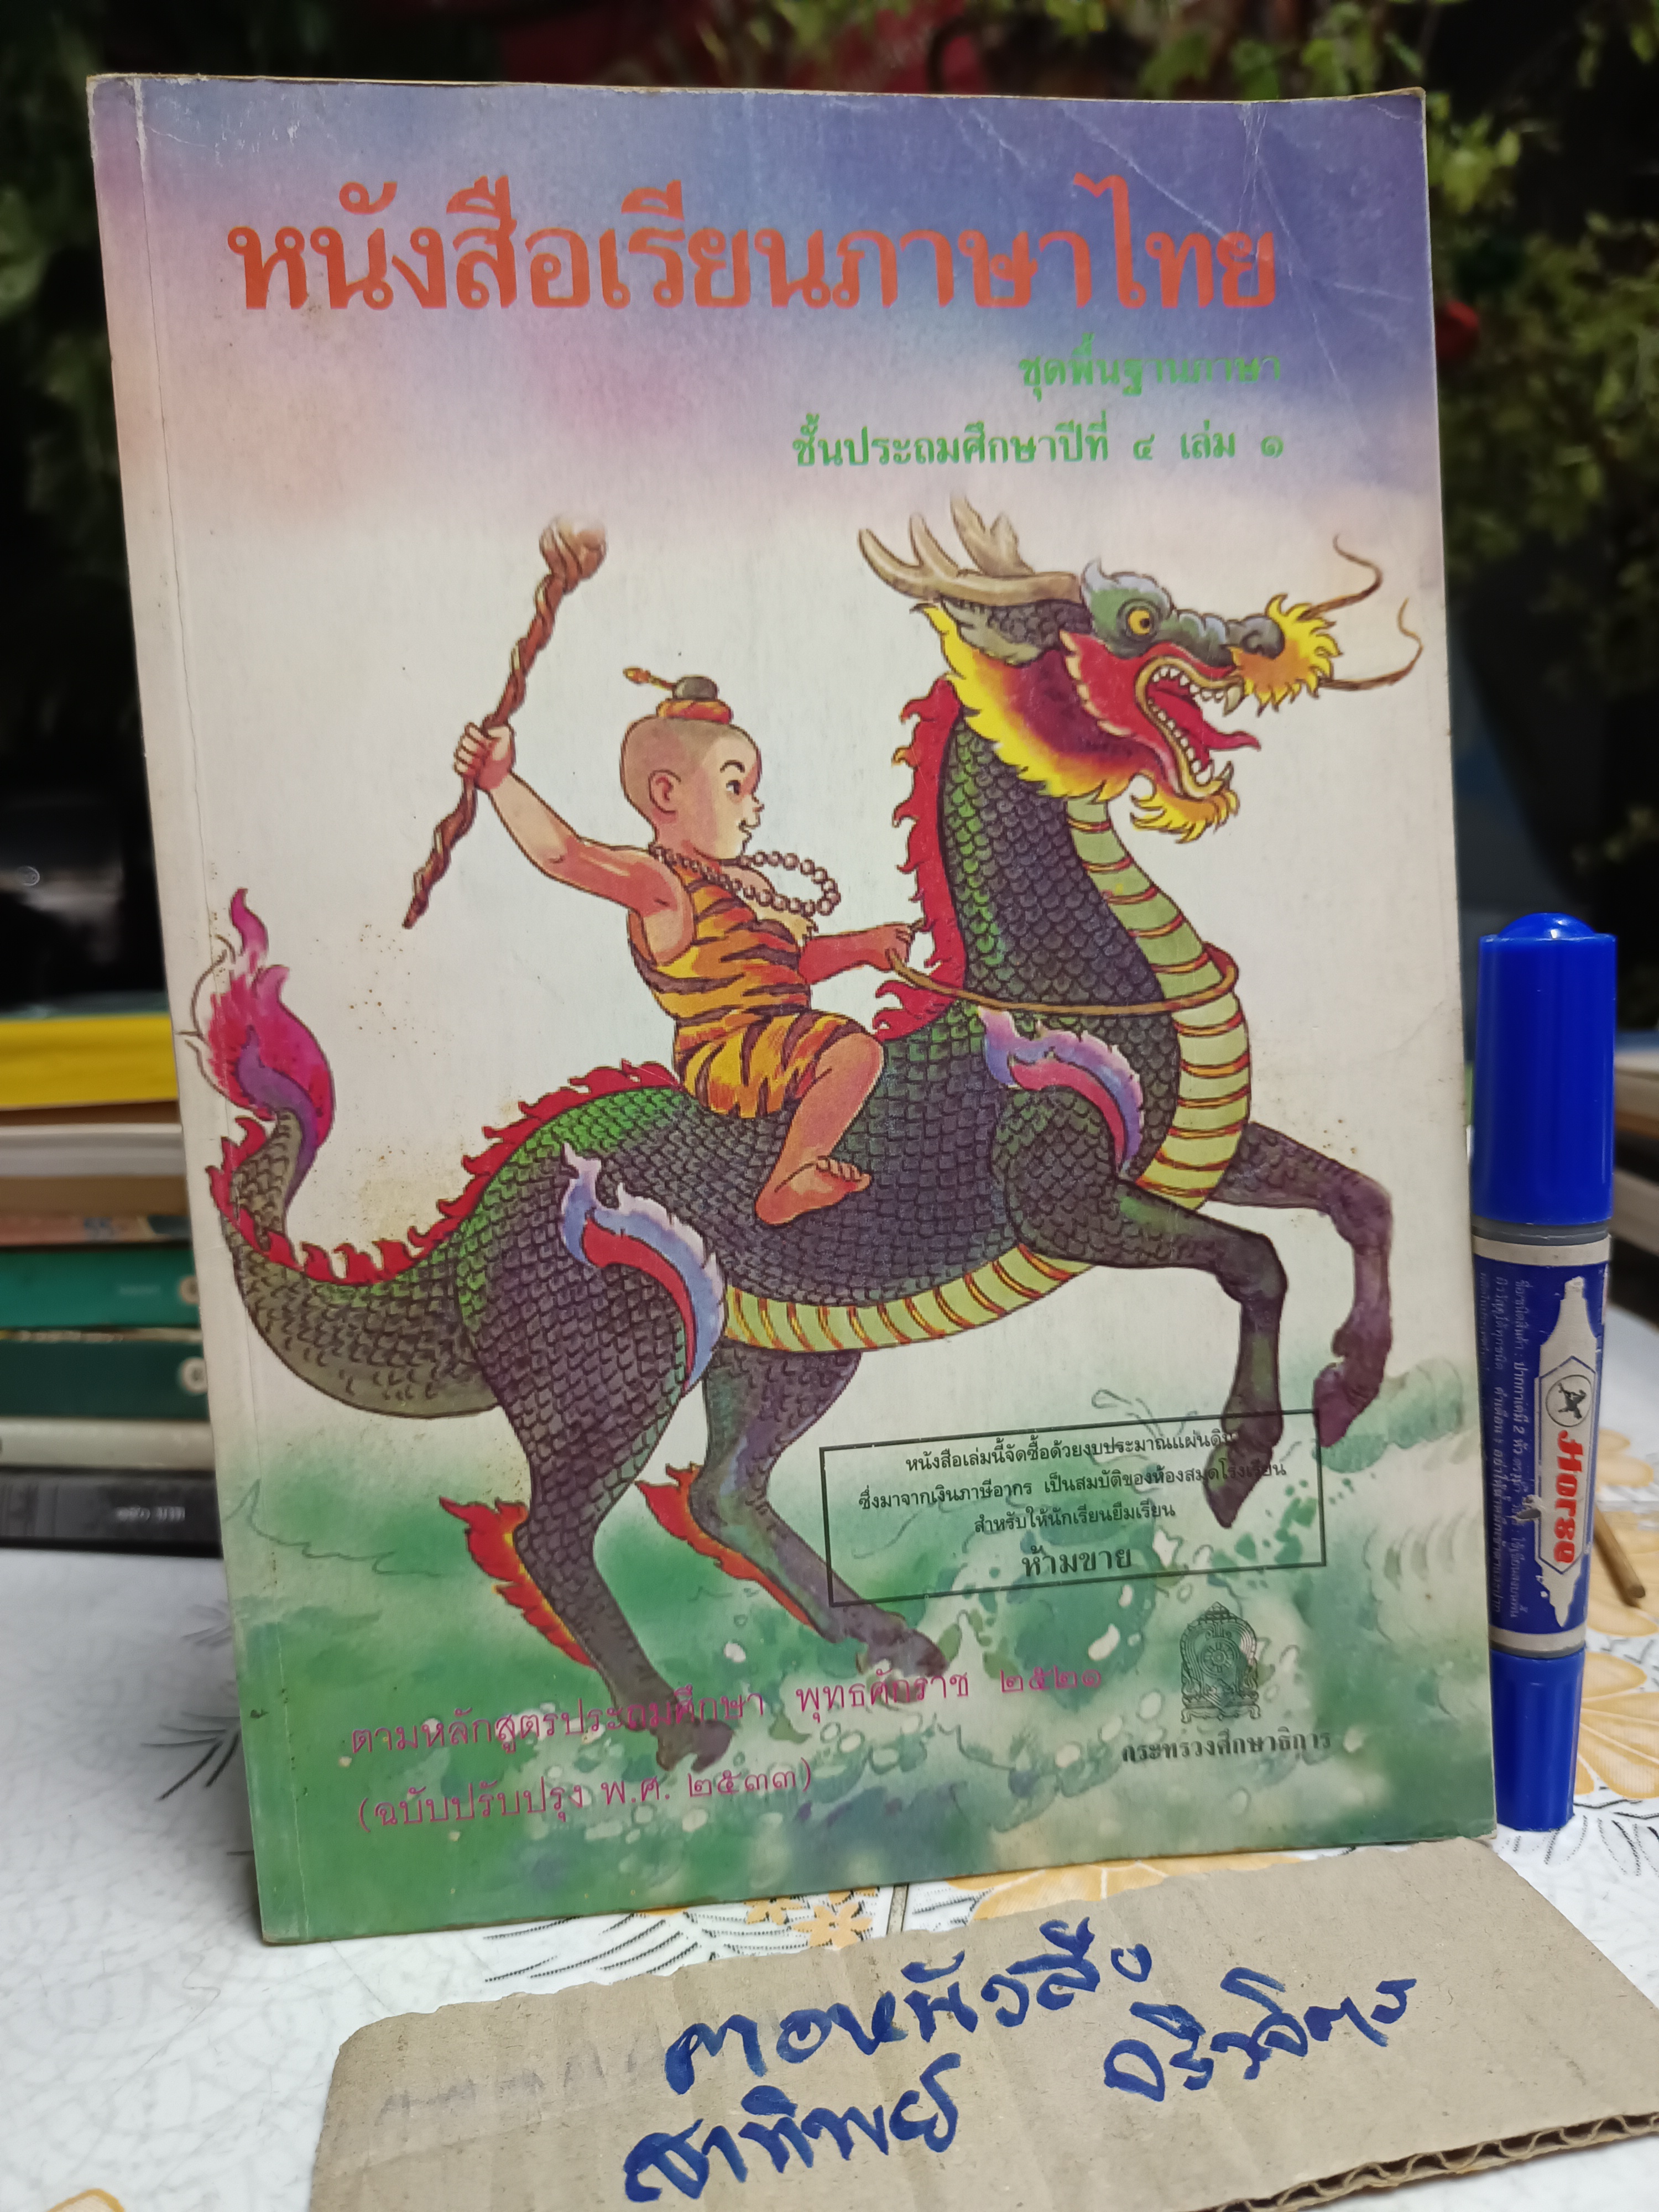 หนังสือเรียนภาษาไทย
ชุดพื้นฐานภาษา
ชั้นประถมศึกษาปีที่ ๔ เล่ม ๑
หนังสือเล่มนี้จัดซื้อด้วยงบประมาณแผ่นดิน
ซึ่งมาจากเงินภาษีอากร เป็นสมบัติของห้องสมุดโรงเรียน
สำหรับให้นักเรียนยืมเรียน
ห้ามขาย
ตามหลักสูตรประถมศึกษา พุทธศักราช ๒๕๒๑
(ฉบับปรับปรุง พ.ศ. ๒๕๓๓)
กระทรวงศึกษาธิการ
Horse